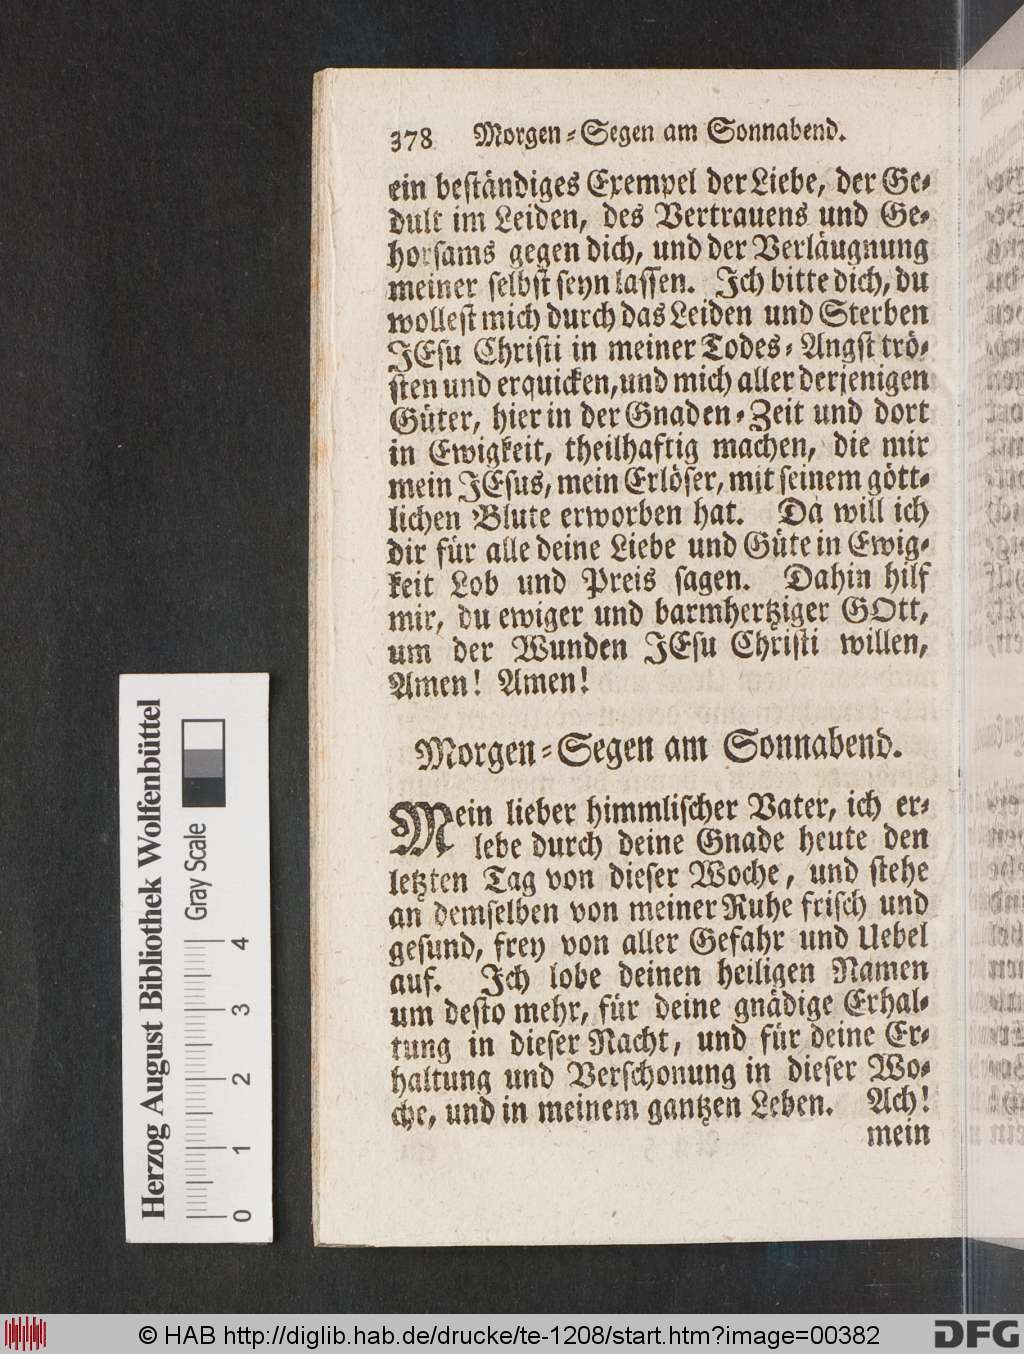 378 Morgen-Segen am Sonnabend.
ein beständiges Exempel der Liebe, der Ge-
dult im Leiden, des Vertrauens und Ge-
horsams gegen dich, und der Verläugnung
meiner selbst seyn lassen. Ich bitte dich, du
wollest mich durch das Leiden und Sterben
JEsu Christi in meiner Todes-Angst trö-
sten und erquicken, und mich aller derjenigen
Güter, hier in der Gnaden-Zeit und dort
in Ewigkeit, theilhaftig machen, die mir
mein JEsus, mein Erlöser, mit seinem gött-
lichen Blute erworben hat. Da will ich
dir für alle deine Liebe und Güte in Ewig-
keit Lob und Preis sagen. Dahin hilf
mir, du ewiger und barmhertziger GOtt,
um der Wunden JEsu Christi willen,
Amen! Amen!
Morgen-Segen am Sonnabend.
Mein lieber himmlischer Vater, ich er-
lebe durch deine Gnade heute den
letzten Tag von dieser Woche, und stehe
an demselben von meiner Ruhe frisch und
gesund, frey von aller Gefahr und Uebel
auf. Ich lobe deinen heiligen Namen
um desto mehr, für deine gnädige Erhal-
tung in dieser Nacht, und für deine Er-
haltung und Verschonung in dieser Wo-
che, und in meinem gantzen Leben. Ach!
mein
Herzog August Bibliothek Wolfenbüttel
Gray Scale
0 1 2 3 4
© HAB http://diglib.hab.de/drucke/te-1208/start.htm?image=00382
DFG